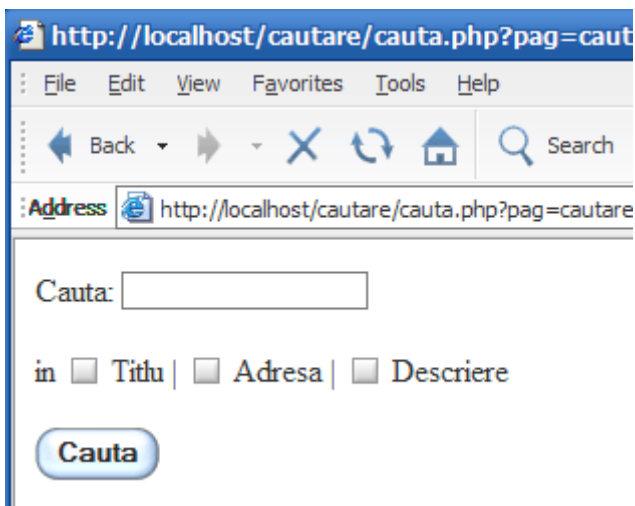 http://localhost/cautare/cauta.php?pag=caut
File Edit View Favorites Tools Help
Back Search
Address http://localhost/cautare/cauta.php?pag=cautare
Cauta:
in Titlu | Adresa | Descriere
Cauta